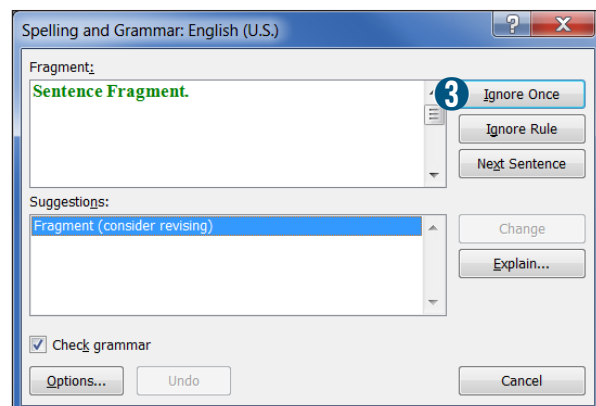 Spelling and Grammar: English (U.S.)
? X
Fragment:
Sentence Fragment.
3 Ignore Once
Ignore Rule
Next Sentence
Suggestions:
Fragment (consider revising)
Change
Explain...
Check grammar
Options... Undo Cancel